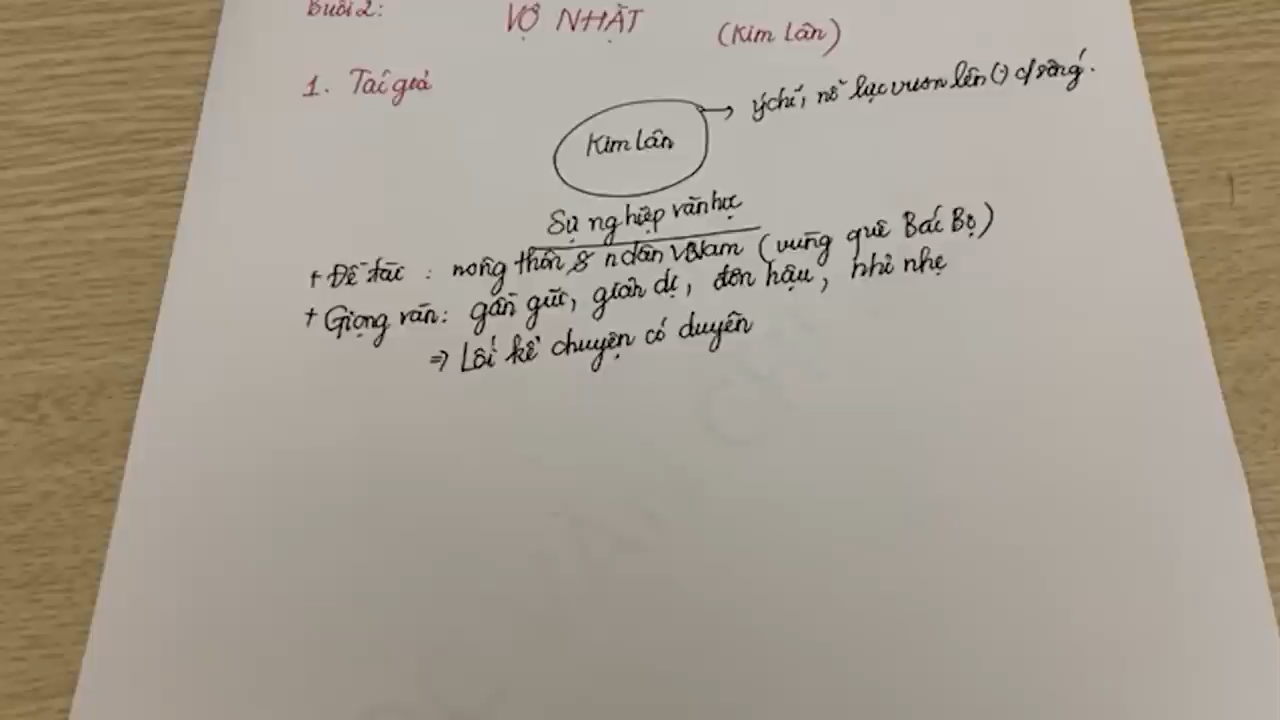 Buổi 2: VỢ NHẶT (Kim Lân)
1. Tác giả
Kim Lân → ý chí, nỗ lực vươn lên (.) c/sống.
Sự nghiệp văn học
+ Đề tài : nông thôn & n dân VNam (vùng quê Bắc Bộ)
+ Giọng văn: gần gũi, giản dị, đôn hậu, nhỏ nhẹ
⇒ Lối kể chuyện có duyên